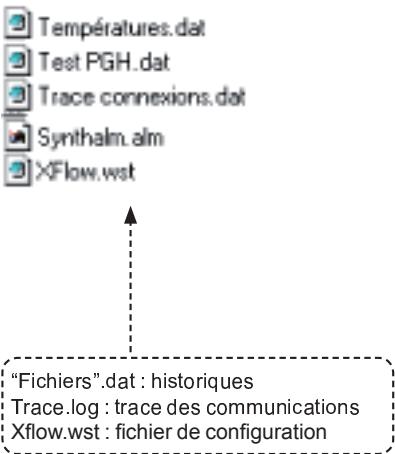 Températures.dat
Test PGH.dat
Trace connexions.dat
Synthalm.alm
XFlow.wst
“Fichiers”.dat : historiques
Trace.log : trace des communications
Xflow.wst : fichier de configuration